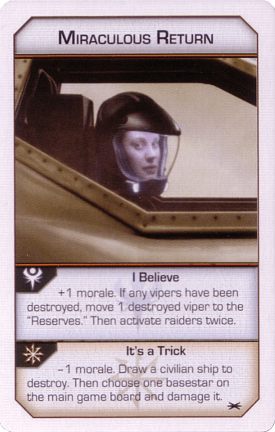 MIRACULOUS RETURN
I Believe
+1 morale. If any vipers have been
destroyed, move 1 destroyed viper to the
“Reserves.” Then activate raiders twice.
It's a Trick
−1 morale. Draw a civilian ship to
destroy. Then choose one basestar on
the main game board and damage it.